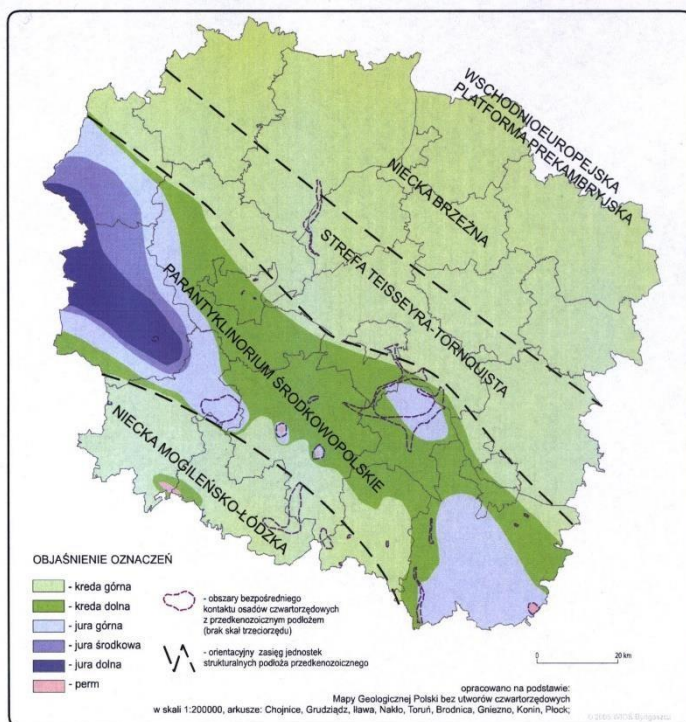 WSCHODNIOEUROPEJSKA
PLATFORMA PREKAMBRYJSKA
NIECKA BRZEŻNA
STREFA TEISSEYRA-TORNQUISTA
PARANTYKLINORIUM ŚRODKOWOPOLSKIE
NIECKA MOGILEŃSKO-ŁÓDZKA
OBJAŚNIENIE OZNACZEŃ
- kreda górna
- kreda dolna
- jura górna
- jura środkowa
- jura dolna
- perm
- obszary bezpośredniego
kontaktu osadów czwartorzędowych
z przedkenozoicznym podłożem
(brak skał trzeciorzędu)
- orientacyjny zasięg jednostek
strukturalnych podłoża przedkenozoicznego
0 20 km
opracowano na podstawie:
Mapy Geologicznej Polski bez utworów czwartorzędowych
w skali 1:200000, arkusze: Chojnice, Grudziądz, Iława, Nakło, Toruń, Brodnica, Gniezno, Konin, Płock;